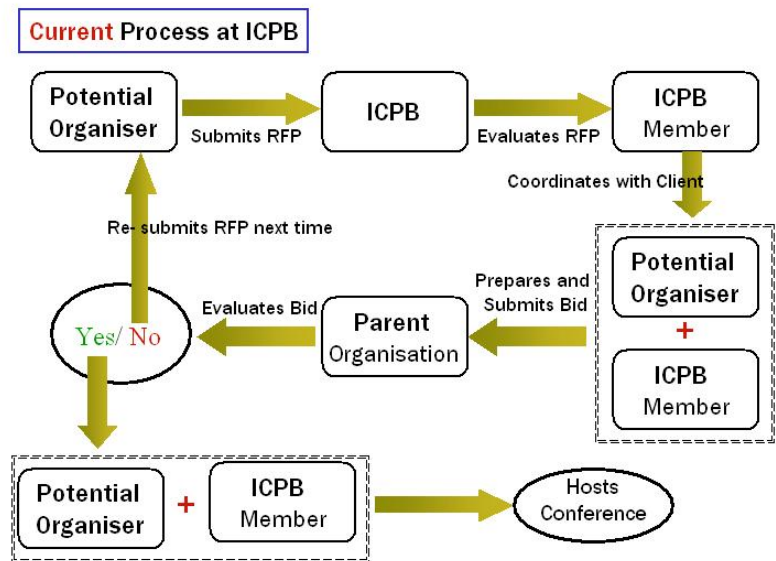 Current Process at ICPB
Potential
Organiser
Submits RFP
ICPB
Evaluates RFP
ICPB
Member
Coordinates with Client
Potential
Organiser
+
ICPB
Member
Prepares and
Submits Bid
Parent
Organisation
Evaluates Bid
Yes/ No
Re- submits RFP next time
Potential
Organiser
+
ICPB
Member
Hosts
Conference